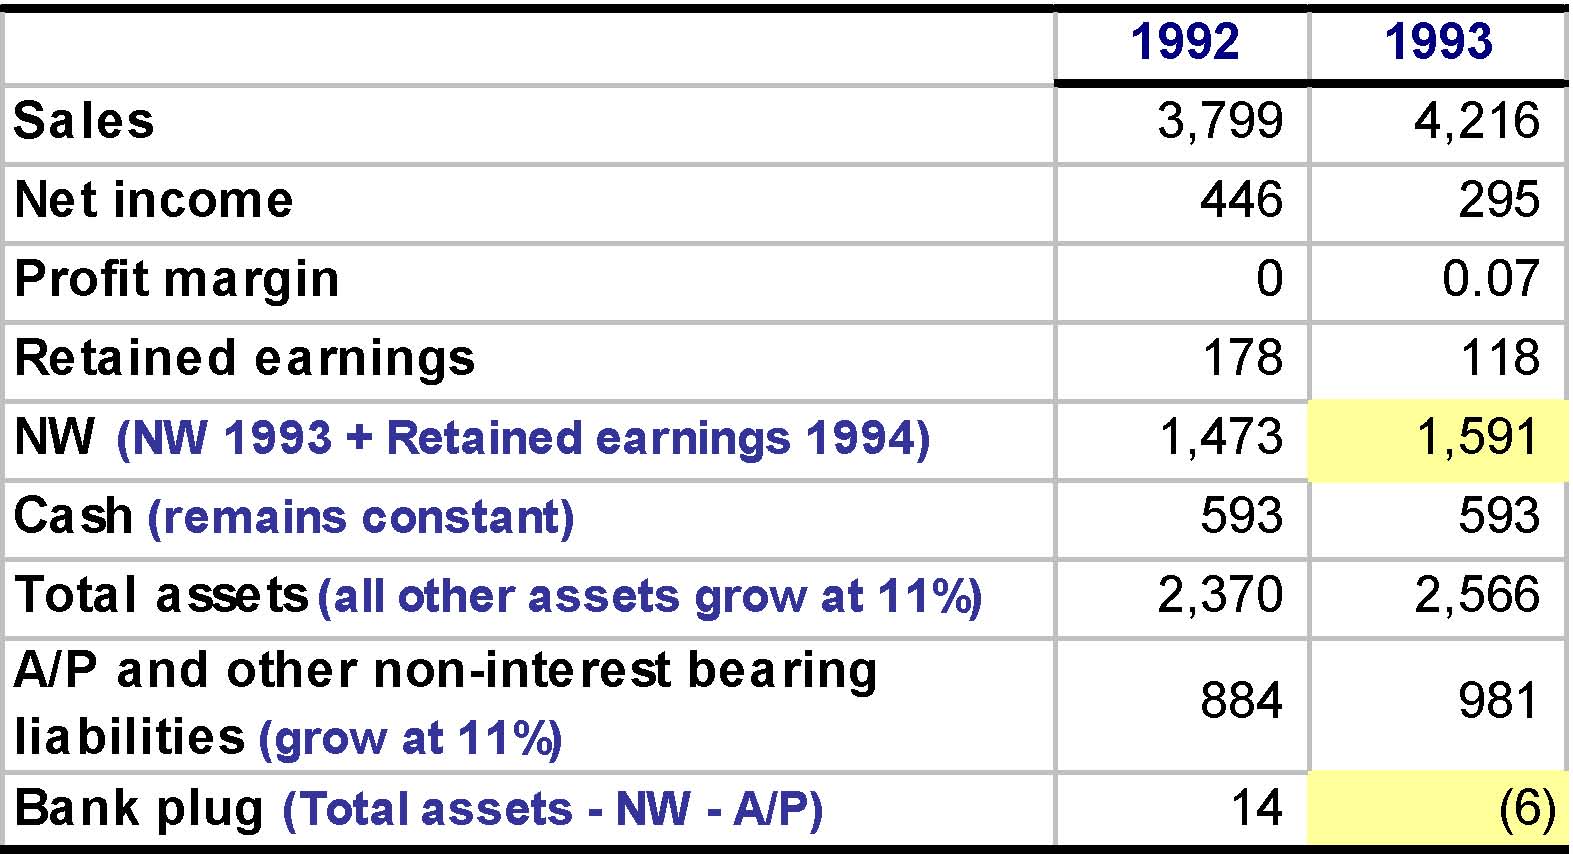 1992 1993
Sales 3,799 4,216
Net income 446 295
Profit margin 0 0.07
Retained earnings 178 118
NW (NW 1993 + Retained earnings 1994) 1,473 1,591
Cash (remains constant) 593 593
Total assets (all other assets grow at 11%) 2,370 2,566
A/P and other non-interest bearing
liabilities (grow at 11%) 884 981
Bank plug (Total assets - NW - A/P) 14 (6)